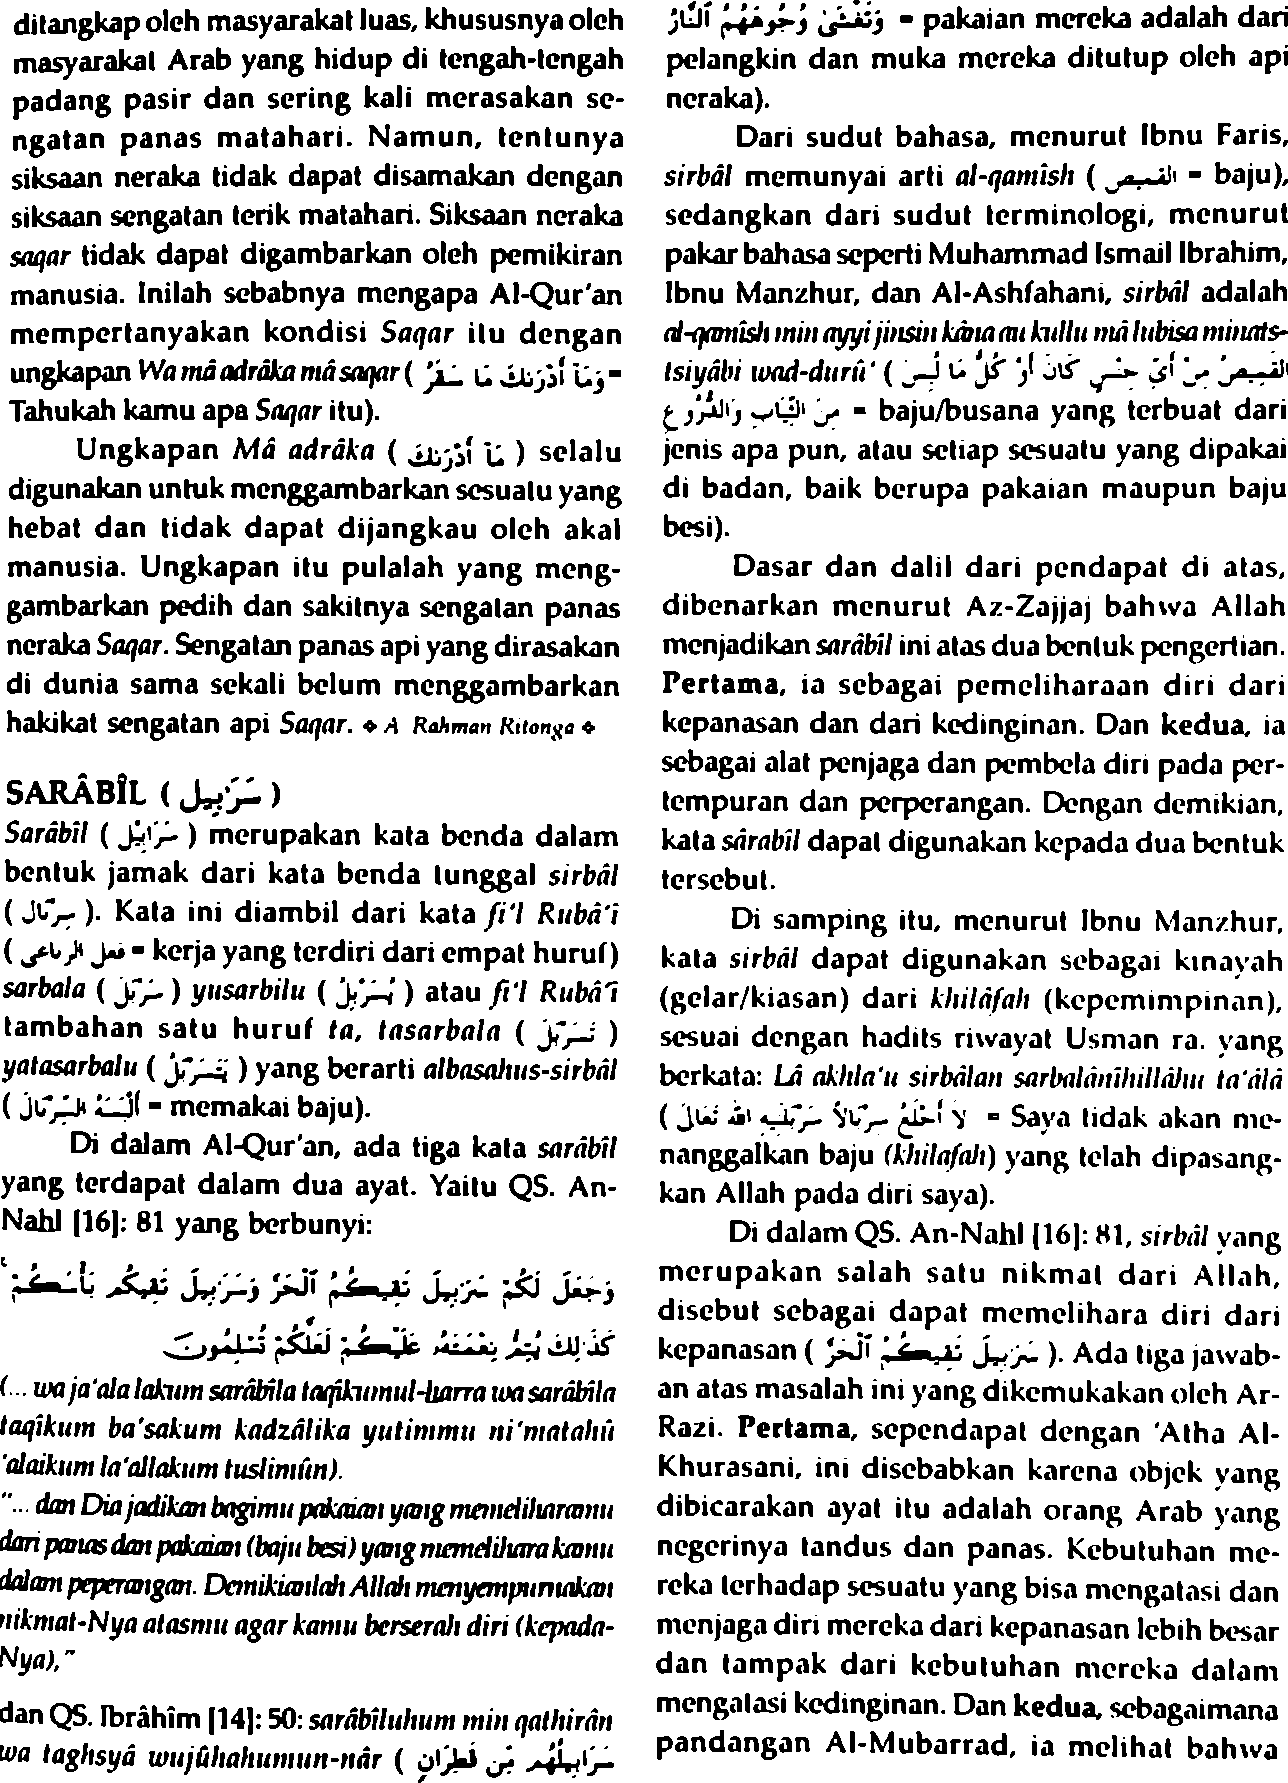 ditangkap oleh masyarakat luas, khususnya oleh
masyarakat Arab yang hidup di tengah-tengah
padang pasir dan sering kali merasakan se-
ngatan panas matahari. Namun, tentunya
siksaan neraka tidak dapat disamakan dengan
siksaan sengatan terik matahari. Siksaan neraka
saqar tidak dapat digambarkan oleh pemikiran
manusia. Inilah sebabnya mengapa Al-Qur'an
mempertanyakan kondisi Saqar itu dengan
ungkapan Wa mâ adrâka mâ saqar ( وَمَآ أَدْرَىٰكَ مَا سَقَرُ =
Tahukah kamu apa Saqar itu).
Ungkapan Mâ adrâka ( مَآ أَدْرَىٰكَ ) selalu
digunakan untuk menggambarkan sesuatu yang
hebat dan tidak dapat dijangkau oleh akal
manusia. Ungkapan itu pulalah yang meng-
gambarkan pedih dan sakitnya sengatan panas
neraka Saqar. Sengatan panas api yang dirasakan
di dunia sama sekali belum menggambarkan
hakikat sengatan api Saqar. ❖ A Rahman Ritonga ❖
SARÂBÎL ( سَرَٰبِيل )
Sarâbîl ( سَرَابِيْل ) merupakan kata benda dalam
bentuk jamak dari kata benda tunggal sirbâl
( سِرْبَال ). Kata ini diambil dari kata fi'l Rubâ'î
( فعل الرباعى = kerja yang terdiri dari empat huruf)
sarbala ( سَرْبَلَ ) yusarbilu ( يُسَرْبِلُ ) atau fi'l Rubâ'î
tambahan satu huruf ta, tasarbala ( تَسَرْبَلَ )
yatasarbalu ( يَتَسَرْبَلُ ) yang berarti albasahus-sirbâl
( أَلْبَسَهُ السِّرْبَالَ = memakai baju).
Di dalam Al-Qur'an, ada tiga kata sarâbîl
yang terdapat dalam dua ayat. Yaitu QS. An-
Nahl [16]: 81 yang berbunyi:
وَجَعَلَ لَكُمْ سَرَٰبِيلَ تَقِيكُمُ ٱلْحَرَّ وَسَرَٰبِيلَ تَقِيكُم بَأْسَكُمْ ۚ
كَذَٰلِكَ يُتِمُّ نِعْمَتَهُۥ عَلَيْكُمْ لَعَلَّكُمْ تُسْلِمُونَ
(... wa ja'ala lakum sarâbîla taqîkumul-harra wa sarâbîla
taqîkum ba'sakum kadzâlika yutimmu ni'matahû
'alaikum la'allakum tuslimûn).
"... dan Dia jadikan bagimu pakaian yang memeliharamu
dari panas dan pakaian (baju besi) yang memelihara kamu
dalam peperangan. Demikianlah Allah menyempurnakan
nikmat-Nya atasmu agar kamu berserah diri (kepada-
Nya),"
dan QS. Ibrâhîm [14]: 50: sarâbîluhum min qathirân
wa taghsyâ wujûhahumun-nâr ( سَرَابِيلُهُم مِّن قَطِرَانٍ
وَتَغْشَىٰ وُجُوهَهُمُ ٱلنَّارُ = pakaian mereka adalah dari
pelangkin dan muka mereka ditutup oleh api
neraka).
Dari sudut bahasa, menurut Ibnu Faris,
sirbâl memunyai arti al-qamîsh ( القميص = baju),
sedangkan dari sudut terminologi, menurut
pakar bahasa seperti Muhammad Ismail Ibrahim,
Ibnu Manzhur, dan Al-Ashfahani, sirbâl adalah
al-qamîsh min ayyi jinsin kâna au kullu mâ lubisa minats-
tsiyâbi wad-durû' ( القَمِيصُ مِنْ أَيِّ جِنْسٍ كَانَ أَوْ كُلُّ مَا لُبِسَ
مِنَ الثِّيَابِ وَالدُّرُوعِ = baju/busana yang terbuat dari
jenis apa pun, atau setiap sesuatu yang dipakai
di badan, baik berupa pakaian maupun baju
besi).
Dasar dan dalil dari pendapat di atas,
dibenarkan menurut Az-Zajjaj bahwa Allah
menjadikan sarâbîl ini atas dua bentuk pengertian.
Pertama, ia sebagai pemeliharaan diri dari
kepanasan dan dari kedinginan. Dan kedua, ia
sebagai alat penjaga dan pembela diri pada per-
tempuran dan perperangan. Dengan demikian,
kata sârabîl dapat digunakan kepada dua bentuk
tersebut.
Di samping itu, menurut Ibnu Manzhur,
kata sirbâl dapat digunakan sebagai kinayah
(gelar/kiasan) dari khilâfah (kepemimpinan),
sesuai dengan hadits riwayat Usman ra. yang
berkata: Lâ akhla'u sirbâlan sarbalânîhillâhu ta'âlâ
( لاَ أَخْلَعُ سِرْبَالاً سَرْبَلَنِيهِ اللهُ تَعَالَى = Saya tidak akan me-
nanggalkan baju (khilafah) yang telah dipasang-
kan Allah pada diri saya).
Di dalam QS. An-Nahl [16]: 81, sirbâl yang
merupakan salah satu nikmat dari Allah,
disebut sebagai dapat memelihara diri dari
kepanasan ( سَرَٰبِيلَ تَقِيكُمُ ٱلْحَرَّ ). Ada tiga jawab-
an atas masalah ini yang dikemukakan oleh Ar-
Razi. Pertama, sependapat dengan 'Atha Al-
Khurasani, ini disebabkan karena objek yang
dibicarakan ayat itu adalah orang Arab yang
negerinya tandus dan panas. Kebutuhan me-
reka terhadap sesuatu yang bisa mengatasi dan
menjaga diri mereka dari kepanasan lebih besar
dan tampak dari kebutuhan mereka dalam
mengatasi kedinginan. Dan kedua, sebagaimana
pandangan Al-Mubarrad, ia melihat bahwa